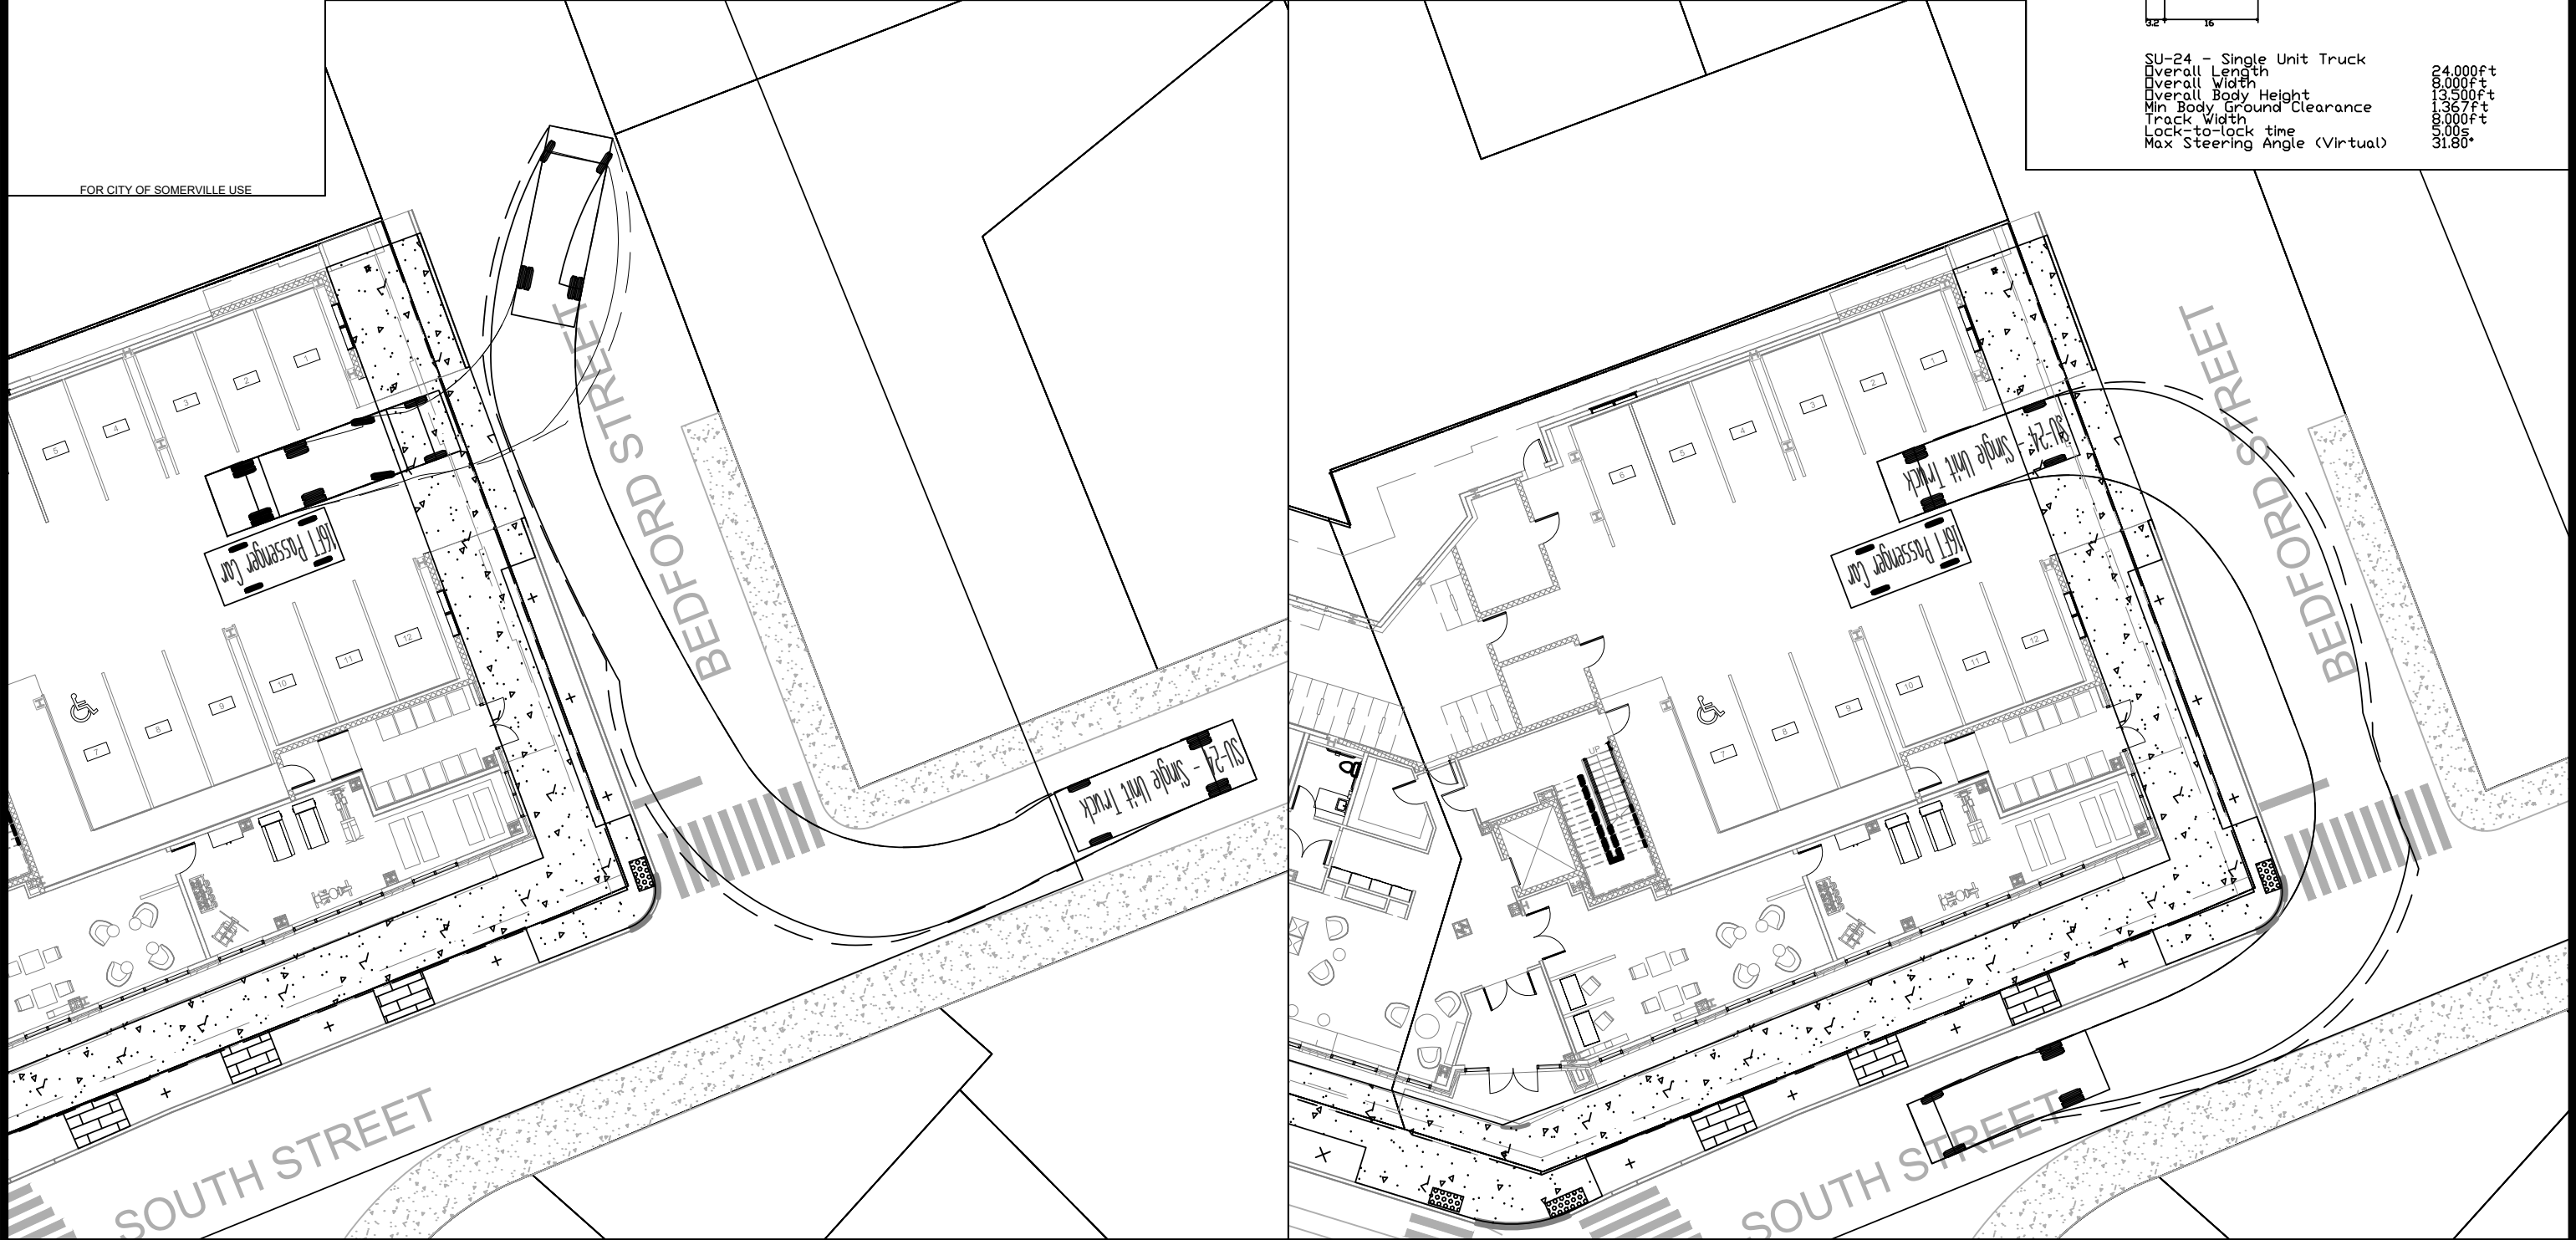 3.2 16
SU-24 - Single Unit Truck
Overall Length 24.000ft
Overall Width 8.000ft
Overall Body Height 13.500ft
Min Body Ground Clearance 1.367ft
Track Width 8.000ft
Lock-to-lock time 5.00s
Max Steering Angle (Virtual) 31.80°
FOR CITY OF SOMERVILLE USE
1
2
3
4
5
BEDFORD STREET
16FT Passenger Car
12
11
10
9
8
7
SU-24 - Single Unit Truck
SOUTH STREET
1
2
3
4
5
6
BEDFORD STREET
SU-24 - Single Unit Truck
16FT Passenger Car
12
11
10
9
8
7
UP
SOUTH STREET